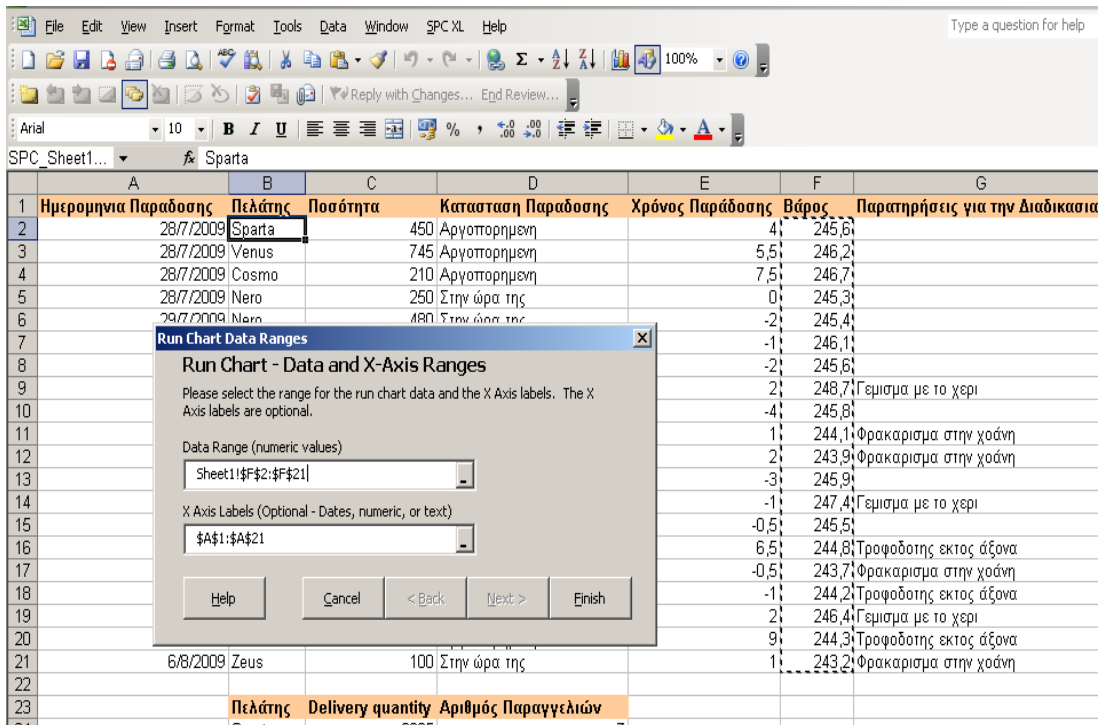 File Edit View Insert Format Tools Data Window SPC XL Help Type a question for help
100%
Reply with Changes... End Review...
Arial 10 B I U % ,
SPC_Sheet1... fx Sparta
A B C D E F G
1 Ημερομηνια Παραδοσης Πελάτης Ποσότητα Κατασταση Παραδοσης Χρόνος Παράδοσης Βάρος Παρατηρήσεις για την Διαδικασια
2 28/7/2009 Sparta 450 Αργοπορημενη 4 245,6
3 28/7/2009 Venus 745 Αργοπορημενη 5,5 246,2
4 28/7/2009 Cosmo 210 Αργοπορημενη 7,5 246,7
5 28/7/2009 Nero 250 Στην ώρα της 0 245,3
6 29/7/2009 Nero 480 Στην ώρα της -2 245,4
7 -1 246,1
8 -2 245,6
9 2 248,7 Γεμισμα με το χερι
10 -4 245,8
11 1 244,1 Φρακαρισμα στην χοάνη
12 2 243,9 Φρακαρισμα στην χοάνη
13 -3 245,9
14 -1 247,4 Γεμισμα με το χερι
15 -0,5 245,5
16 6,5 244,8 Τροφοδοτης εκτος άξονα
17 -0,5 243,7 Φρακαρισμα στην χοάνη
18 -1 244,2 Τροφοδοτης εκτος άξονα
19 2 246,4 Γεμισμα με το χερι
20 9 244,3 Τροφοδοτης εκτος άξονα
21 6/8/2009 Zeus 100 Στην ώρα της 1 243,2 Φρακαρισμα στην χοάνη
22
23 Πελάτης Delivery quantity Αριθμός Παραγγελιών
Run Chart Data Ranges
Run Chart - Data and X-Axis Ranges
Please select the range for the run chart data and the X Axis labels. The X
Axis labels are optional.
Data Range (numeric values)
Sheet1!$F$2:$F$21
X Axis Labels (Optional - Dates, numeric, or text)
$A$1:$A$21
Help Cancel < Back Next > Finish